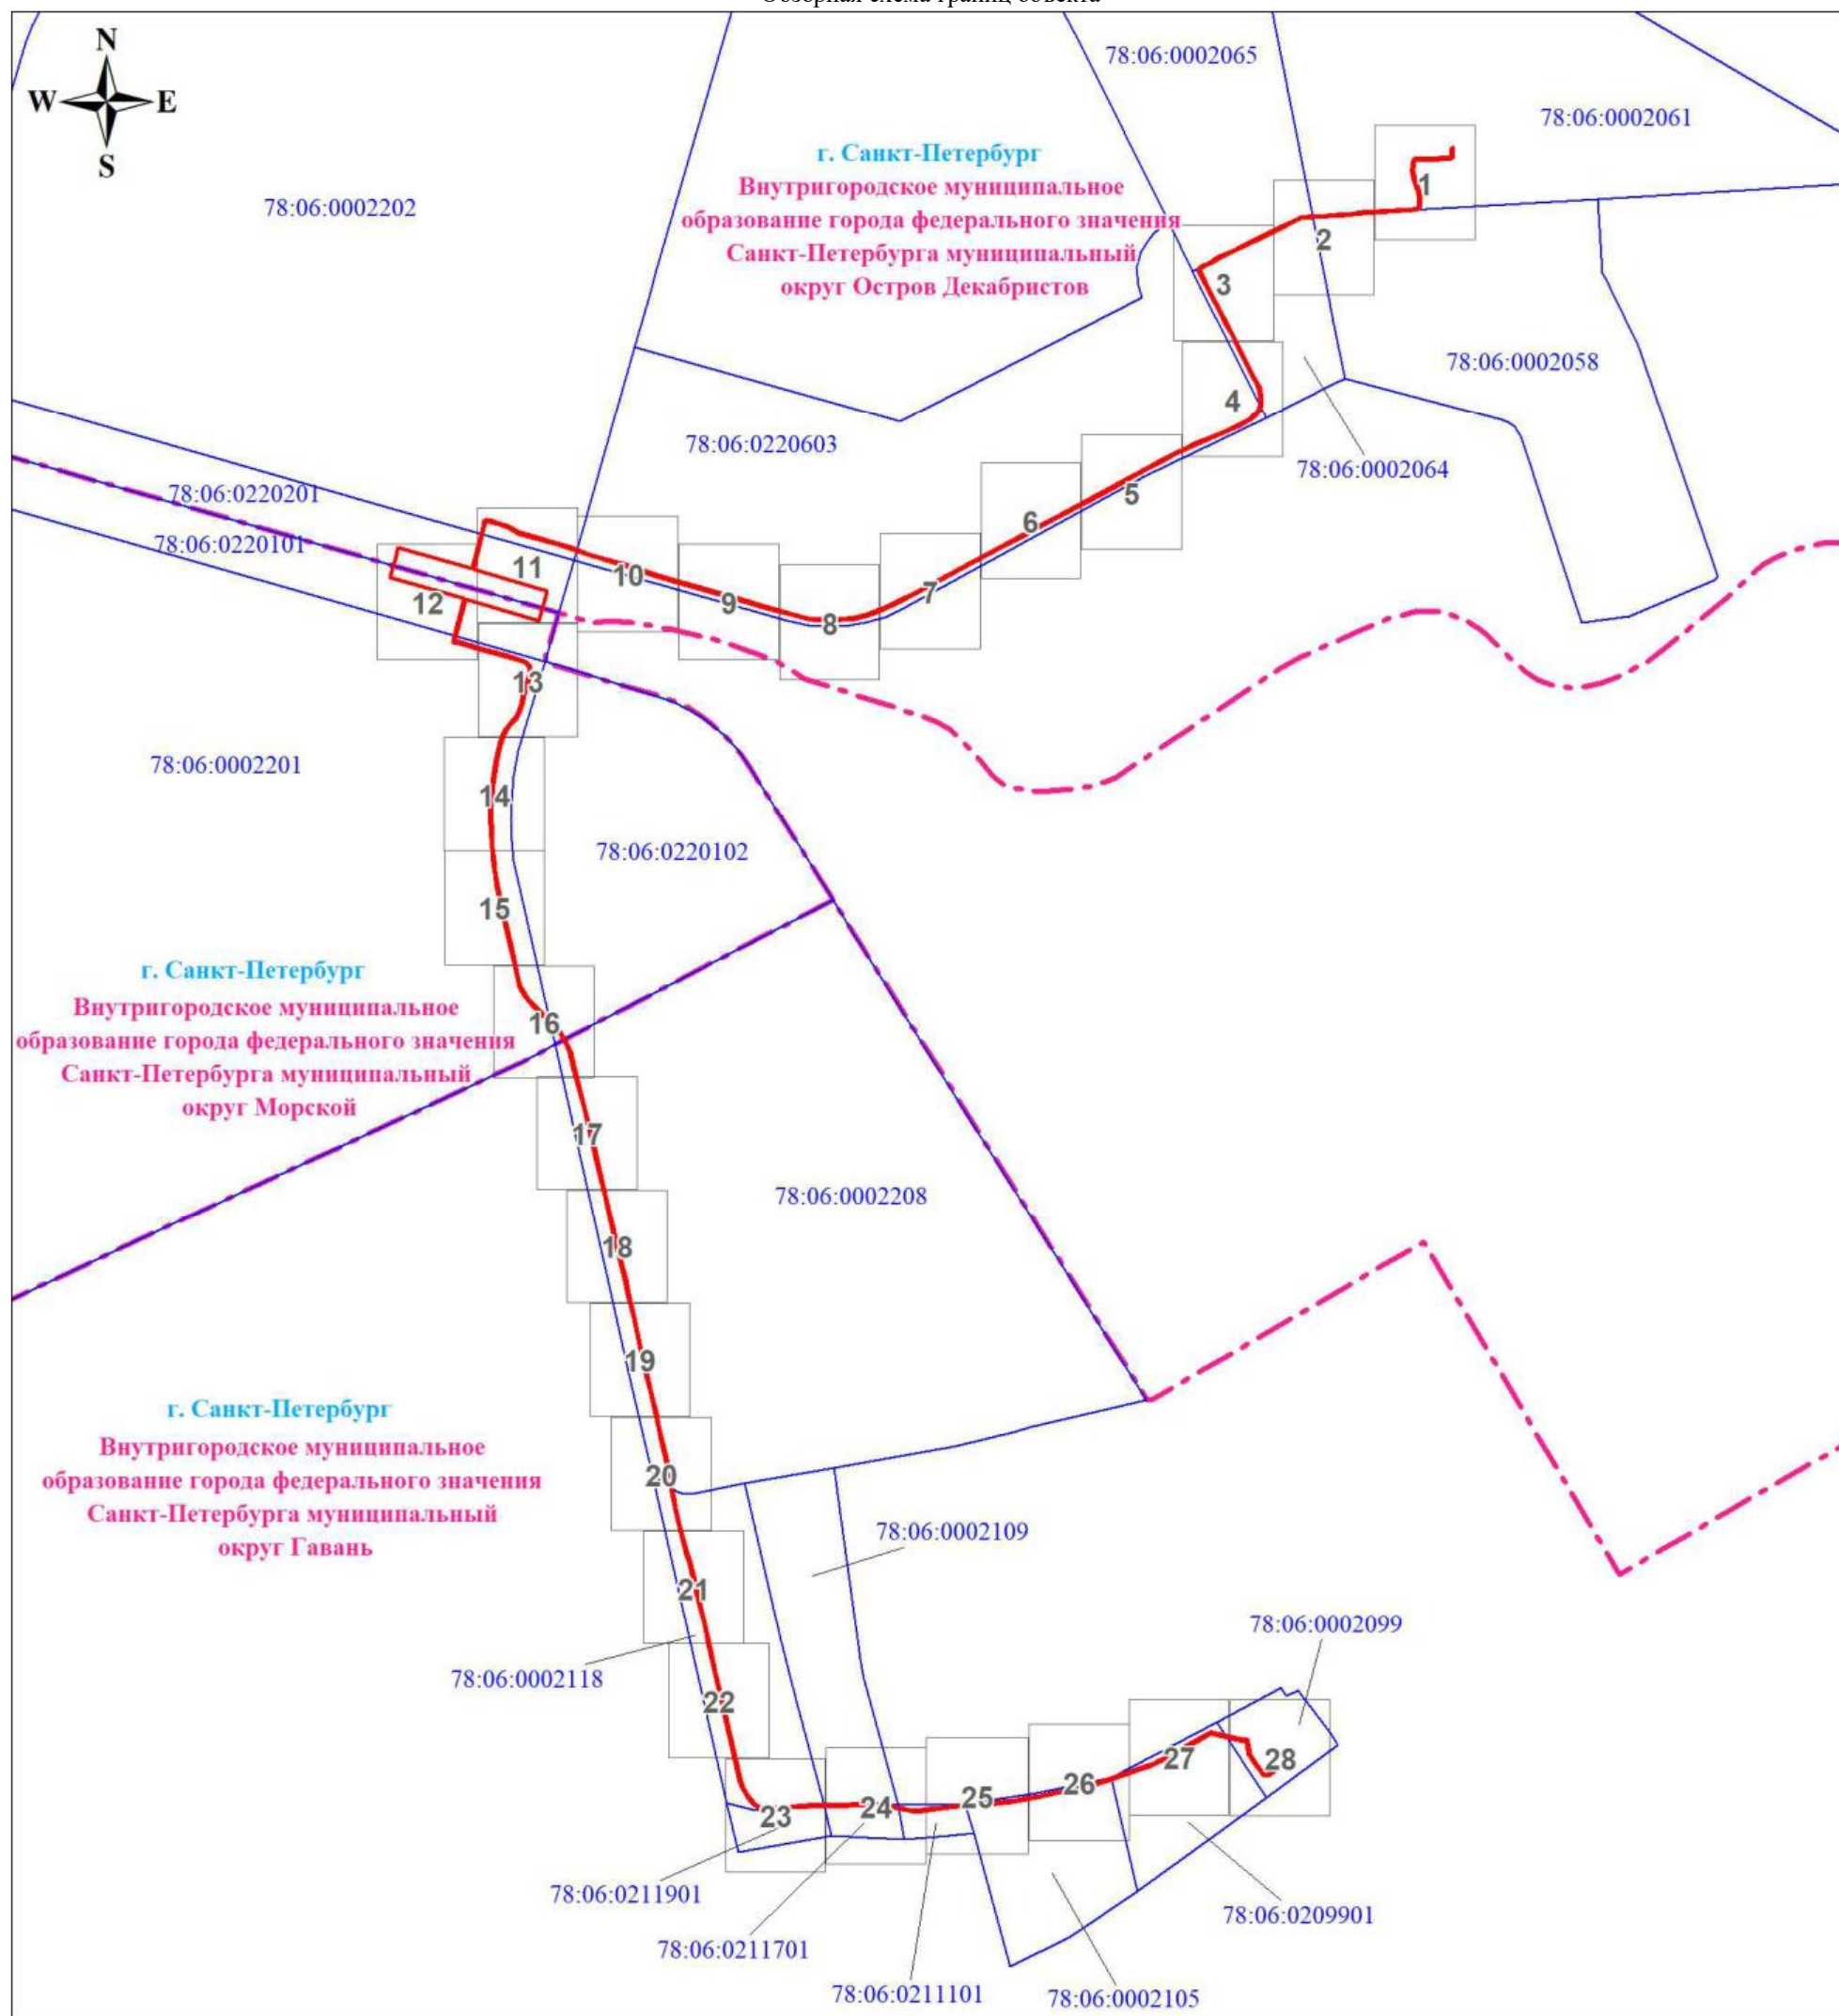 Обзорная схема границ объекта
N
W E
S
78:06:0002065
78:06:0002061
г. Санкт-Петербург
Внутригородское муниципальное
образование города федерального значения
Санкт-Петербурга муниципальный
округ Остров Декабристов
78:06:0002202
1
2
3
78:06:0002058
4
78:06:0220603
78:06:0002064
78:06:0220201
5
6
78:06:0220101
11
10
7
12
9
8
13
78:06:0002201
14
78:06:0220102
15
г. Санкт-Петербург
Внутригородское муниципальное
образование города федерального значения
Санкт-Петербурга муниципальный
округ Морской
16
17
78:06:0002208
18
19
г. Санкт-Петербург
Внутригородское муниципальное
образование города федерального значения
Санкт-Петербурга муниципальный
округ Гавань
20
78:06:0002109
21
78:06:0002099
78:06:0002118
22
23
24
25
26
27
28
78:06:0211901
78:06:0209901
78:06:0211701
78:06:0211101
78:06:0002105